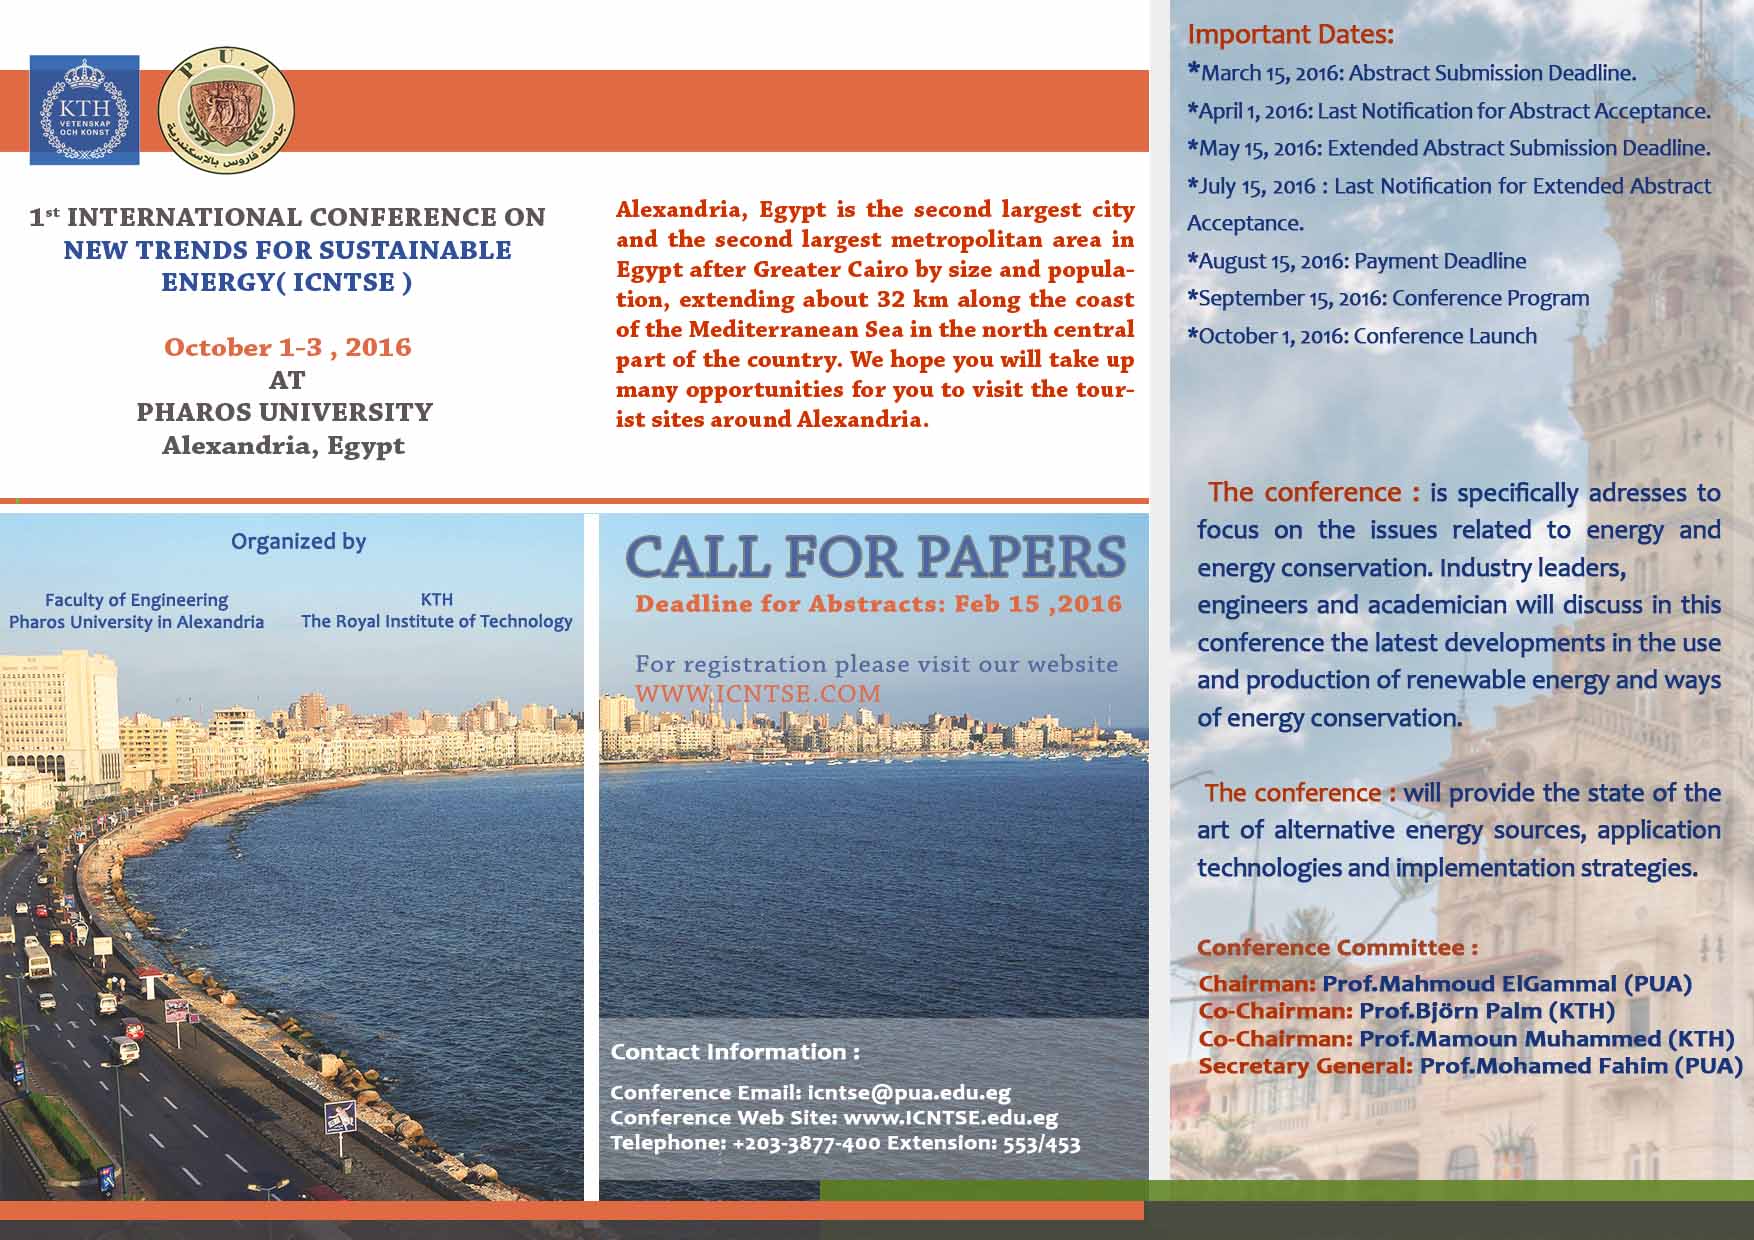 KTH
VETENSKAP
OCH KONST
P.U.A
جامعة فاروس بالإسكندرية
1st INTERNATIONAL CONFERENCE ON
NEW TRENDS FOR SUSTAINABLE
ENERGY( ICNTSE )
October 1-3 , 2016
AT
PHAROS UNIVERSITY
Alexandria, Egypt
Alexandria, Egypt is the second largest city
and the second largest metropolitan area in
Egypt after Greater Cairo by size and popula-
tion, extending about 32 km along the coast
of the Mediterranean Sea in the north central
part of the country. We hope you will take up
many opportunities for you to visit the tour-
ist sites around Alexandria.
Organized by
Faculty of Engineering
Pharos University in Alexandria
KTH
The Royal Institute of Technology
CALL FOR PAPERS
Deadline for Abstracts: Feb 15 ,2016
For registration please visit our website
WWW.ICNTSE.COM
Contact Information :
Conference Email: icntse@pua.edu.eg
Conference Web Site: www.ICNTSE.edu.eg
Telephone: +203-3877-400 Extension: 553/453
Important Dates:
*March 15, 2016: Abstract Submission Deadline.
*April 1, 2016: Last Notification for Abstract Acceptance.
*May 15, 2016: Extended Abstract Submission Deadline.
*July 15, 2016 : Last Notification for Extended Abstract
Acceptance.
*August 15, 2016: Payment Deadline
*September 15, 2016: Conference Program
*October 1, 2016: Conference Launch
The conference : is specifically adresses to
focus on the issues related to energy and
energy conservation. Industry leaders,
engineers and academician will discuss in this
conference the latest developments in the use
and production of renewable energy and ways
of energy conservation.
The conference : will provide the state of the
art of alternative energy sources, application
technologies and implementation strategies.
Conference Committee :
Chairman: Prof.Mahmoud ElGammal (PUA)
Co-Chairman: Prof.Björn Palm (KTH)
Co-Chairman: Prof.Mamoun Muhammed (KTH)
Secretary General: Prof.Mohamed Fahim (PUA)